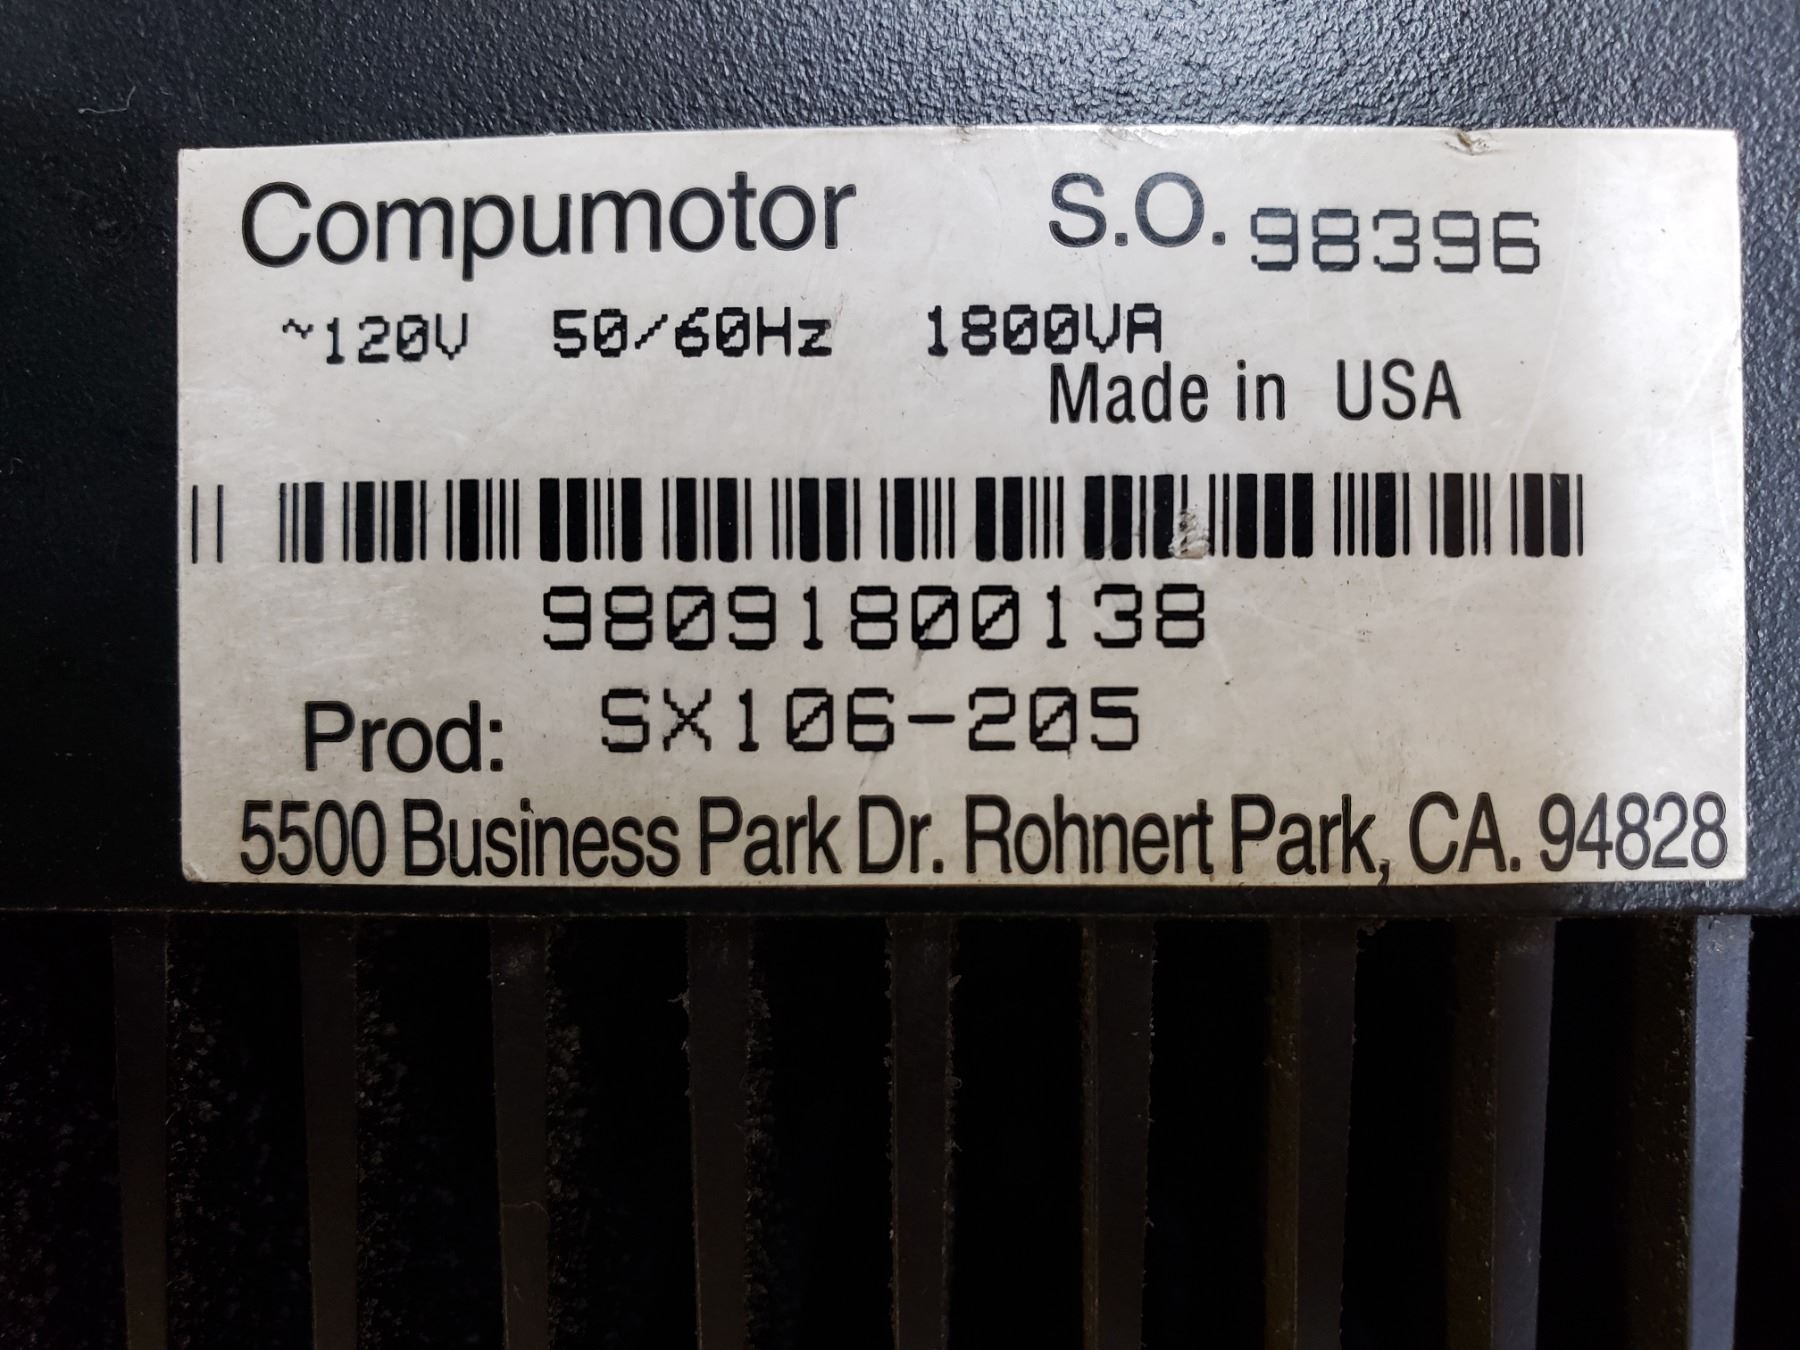 Compumotor S.O. 98396
~120V 50/60Hz 1800VA
Made in USA
98091800138
Prod: SX106-205
5500 Business Park Dr. Rohnert Park, CA. 94828